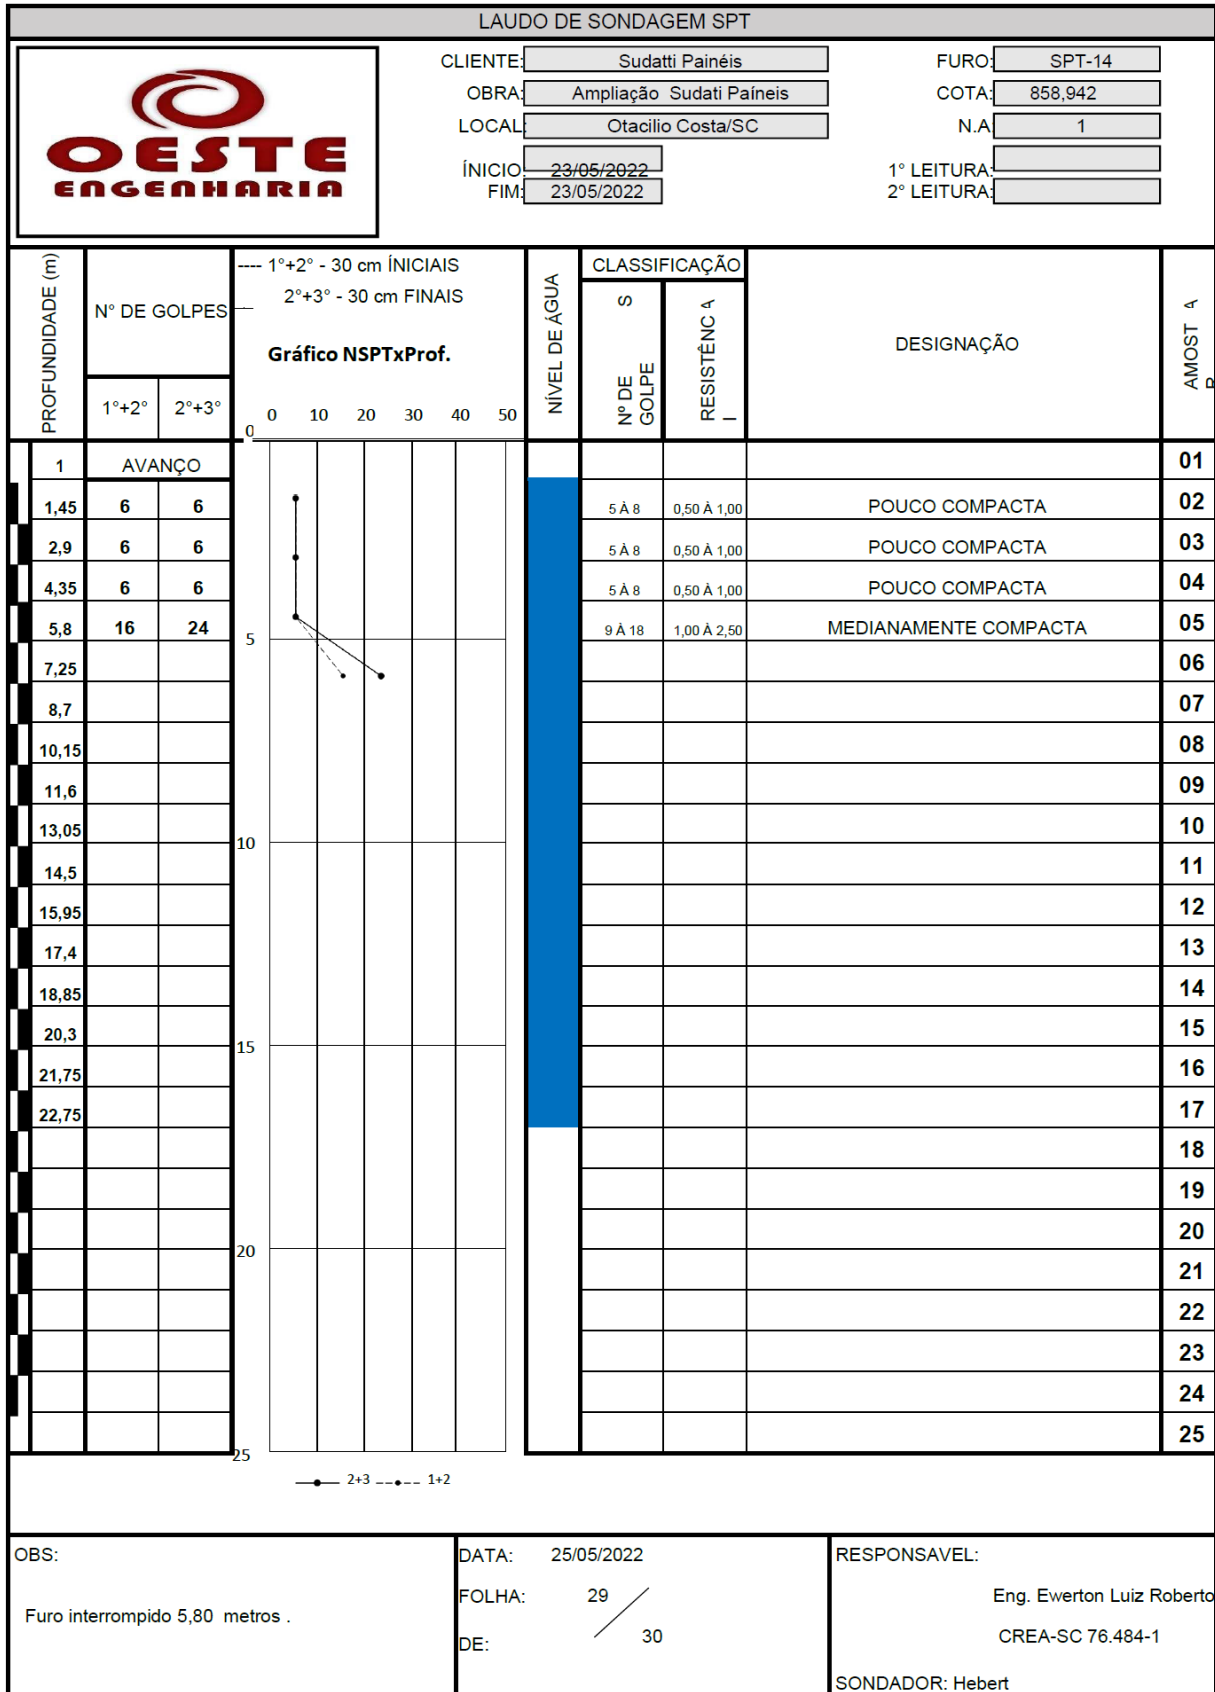 LAUDO DE SONDAGEM SPT
OESTE
ENGENHARIA
CLIENTE: Sudatti Painéis
OBRA: Ampliação Sudati Paíneis
LOCAL: Otacilio Costa/SC
ÍNICIO: 23/05/2022
FIM: 23/05/2022
FURO: SPT-14
COTA: 858,942
N.A 1
1° LEITURA:
2° LEITURA:
PROFUNDIDADE (m)
N° DE GOLPES
1°+2° 2°+3°
---- 1°+2° - 30 cm ÍNICIAIS
2°+3° - 30 cm FINAIS
Gráfico NSPTxProf.
0 10 20 30 40 50
0
NÍVEL DE ÁGUA
CLASSIFICAÇÃO
Nº DE GOLPE S
RESISTÊNC I A
DESIGNAÇÃO
AMOST R A
1 AVANÇO 01
1,45 6 6 5 À 8 0,50 À 1,00 POUCO COMPACTA 02
2,9 6 6 5 À 8 0,50 À 1,00 POUCO COMPACTA 03
4,35 6 6 5 À 8 0,50 À 1,00 POUCO COMPACTA 04
5,8 16 24 5 9 À 18 1,00 À 2,50 MEDIANAMENTE COMPACTA 05
7,25 06
8,7 07
10,15 08
11,6 09
13,05 10
10
14,5 11
15,95 12
17,4 13
18,85 14
20,3 15
15
21,75 16
22,75 17
18
19
20
20
21
22
23
24
25
25
2+3 1+2
OBS:
Furo interrompido 5,80 metros .
DATA: 25/05/2022
FOLHA: 29
DE: 30
RESPONSAVEL:
Eng. Ewerton Luiz Roberto
CREA-SC 76.484-1
SONDADOR: Hebert